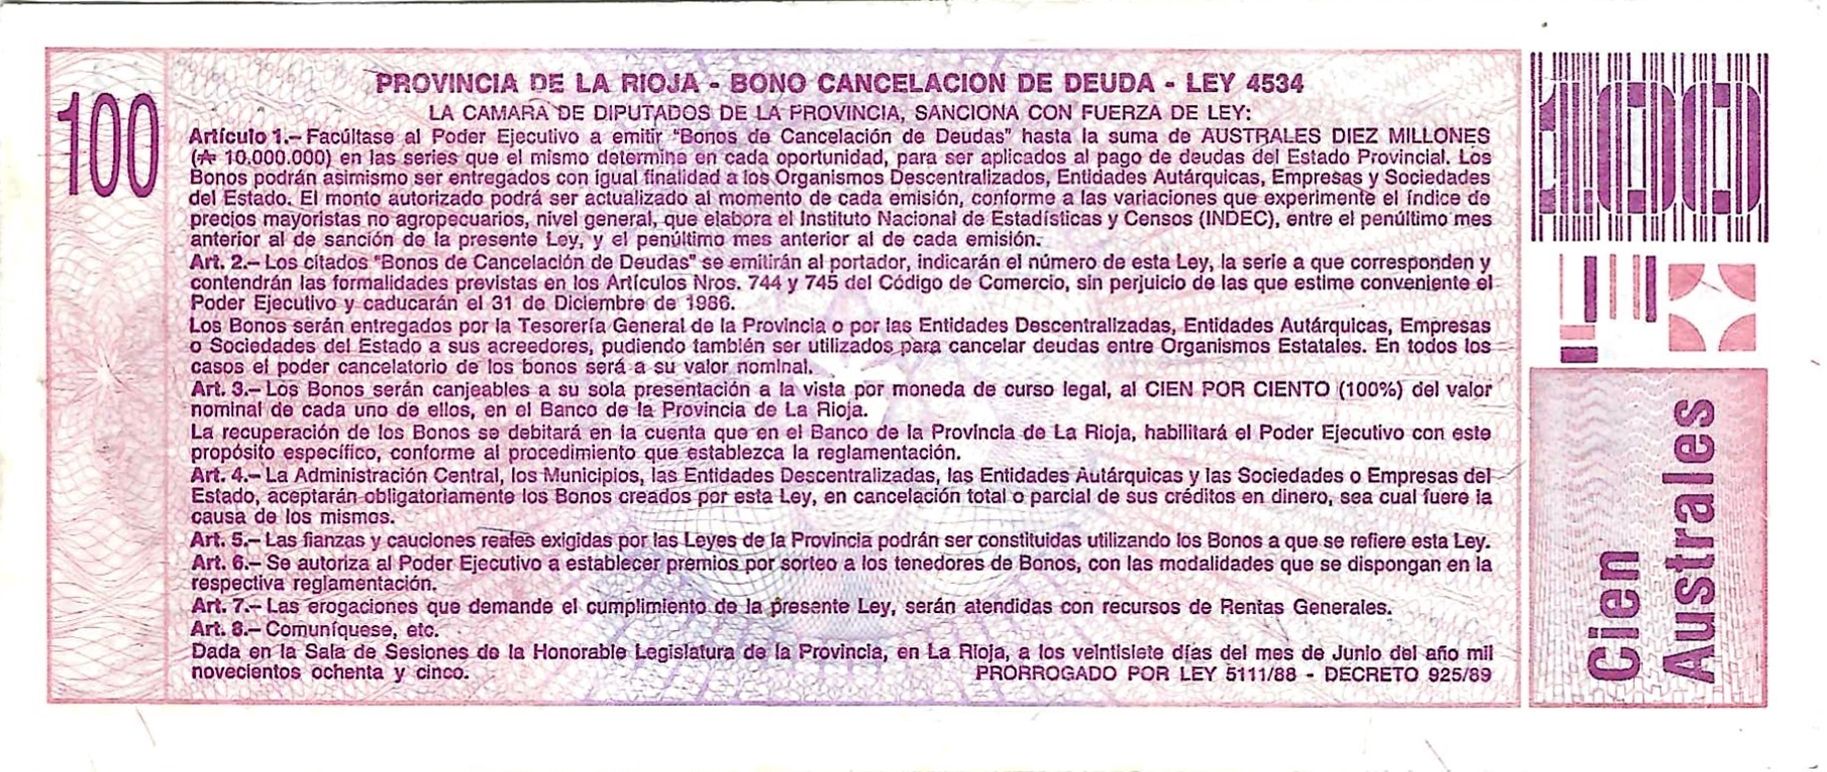 100
PROVINCIA DE LA RIOJA - BONO CANCELACION DE DEUDA - LEY 4534
LA CAMARA DE DIPUTADOS DE LA PROVINCIA, SANCIONA CON FUERZA DE LEY:
Artículo 1.– Facúltase al Poder Ejecutivo a emitir "Bonos de Cancelación de Deudas" hasta la suma de AUSTRALES DIEZ MILLONES
(₳ 10.000.000) en las series que el mismo determine en cada oportunidad, para ser aplicados al pago de deudas del Estado Provincial. Los
Bonos podrán asimismo ser entregados con igual finalidad a los Organismos Descentralizados, Entidades Autárquicas, Empresas y Sociedades
del Estado. El monto autorizado podrá ser actualizado al momento de cada emisión, conforme a las variaciones que experimente el índice de
precios mayoristas no agropecuarios, nivel general, que elabora el Instituto Nacional de Estadísticas y Censos (INDEC), entre el penúltimo mes
anterior al de sanción de la presente Ley, y el penúltimo mes anterior al de cada emisión.
Art. 2.– Los citados "Bonos de Cancelación de Deudas" se emitirán al portador, indicarán el número de esta Ley, la serie a que corresponden y
contendrán las formalidades previstas en los Artículos Nros. 744 y 745 del Código de Comercio, sin perjuicio de las que estime conveniente el
Poder Ejecutivo y caducarán el 31 de Diciembre de 1986.
Los Bonos serán entregados por la Tesorería General de la Provincia o por las Entidades Descentralizadas, Entidades Autárquicas, Empresas
o Sociedades del Estado a sus acreedores, pudiendo también ser utilizados para cancelar deudas entre Organismos Estatales. En todos los
casos el poder cancelatorio de los bonos será a su valor nominal.
Art. 3.– Los Bonos serán canjeables a su sola presentación a la vista por moneda de curso legal, al CIEN POR CIENTO (100%) del valor
nominal de cada uno de ellos, en el Banco de la Provincia de La Rioja.
La recuperación de los Bonos se debitará en la cuenta que en el Banco de la Provincia de La Rioja, habilitará el Poder Ejecutivo con este
propósito específico, conforme al procedimiento que establezca la reglamentación.
Art. 4.– La Administración Central, los Municipios, las Entidades Descentralizadas, las Entidades Autárquicas y las Sociedades o Empresas del
Estado, aceptarán obligatoriamente los Bonos creados por esta Ley, en cancelación total o parcial de sus créditos en dinero, sea cual fuere la
causa de los mismos.
Art. 5.– Las fianzas y cauciones reales exigidas por las Leyes de la Provincia podrán ser constituidas utilizando los Bonos a que se refiere esta Ley.
Art. 6.– Se autoriza al Poder Ejecutivo a establecer premios por sorteo a los tenedores de Bonos, con las modalidades que se dispongan en la
respectiva reglamentación.
Art. 7.– Las erogaciones que demande el cumplimiento de la presente Ley, serán atendidas con recursos de Rentas Generales.
Art. 8.– Comuníquese, etc.
Dada en la Sala de Sesiones de la Honorable Legislatura de la Provincia, en La Rioja, a los veintisiete días del mes de Junio del año mil
novecientos ochenta y cinco.
PRORROGADO POR LEY 5111/88 - DECRETO 925/89
100
Cien
Australes